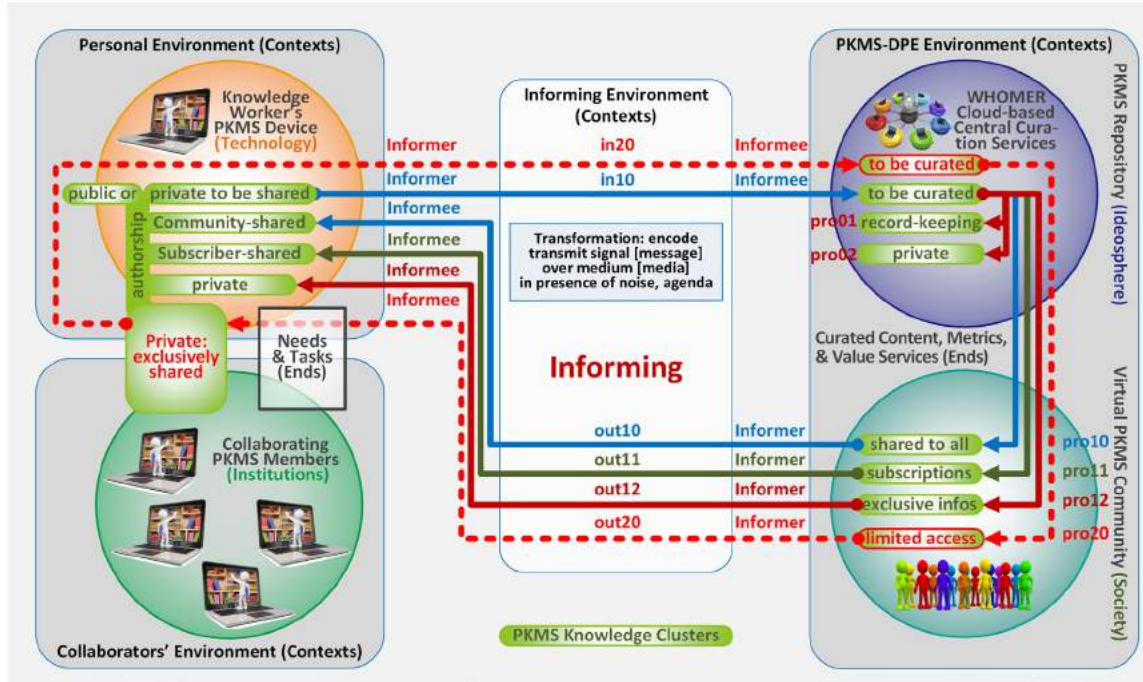 Personal Environment (Contexts)
Knowledge
Worker's
PKMS Device
(Technology)
public or
private to be shared
Community-shared
Subscriber-shared
private
authorship
Private:
exclusively
shared
Needs
& Tasks
(Ends)
Collaborating
PKMS Members
(Institutions)
Collaborators' Environment (Contexts)
Informer
Informer
Informee
Informee
Informee
Informee
Informing Environment
(Contexts)
in20
in10
Transformation: encode
transmit signal [message]
over medium [media]
in presence of noise, agenda
Informing
out10
out11
out12
out20
Informee
Informee
Informer
Informer
Informer
Informer
PKMS Knowledge Clusters
PKMS-DPE Environment (Contexts)
WHOMER
Cloud-based
Central Cura-
tion Services
to be curated
to be curated
pro01 record-keeping
pro02 private
Curated Content, Metrics,
& Value Services (Ends)
shared to all pro10
subscriptions pro11
exclusive infos pro12
limited access pro20
PKMS Repository (Ideosphere)
Virtual PKMS Community (Society)